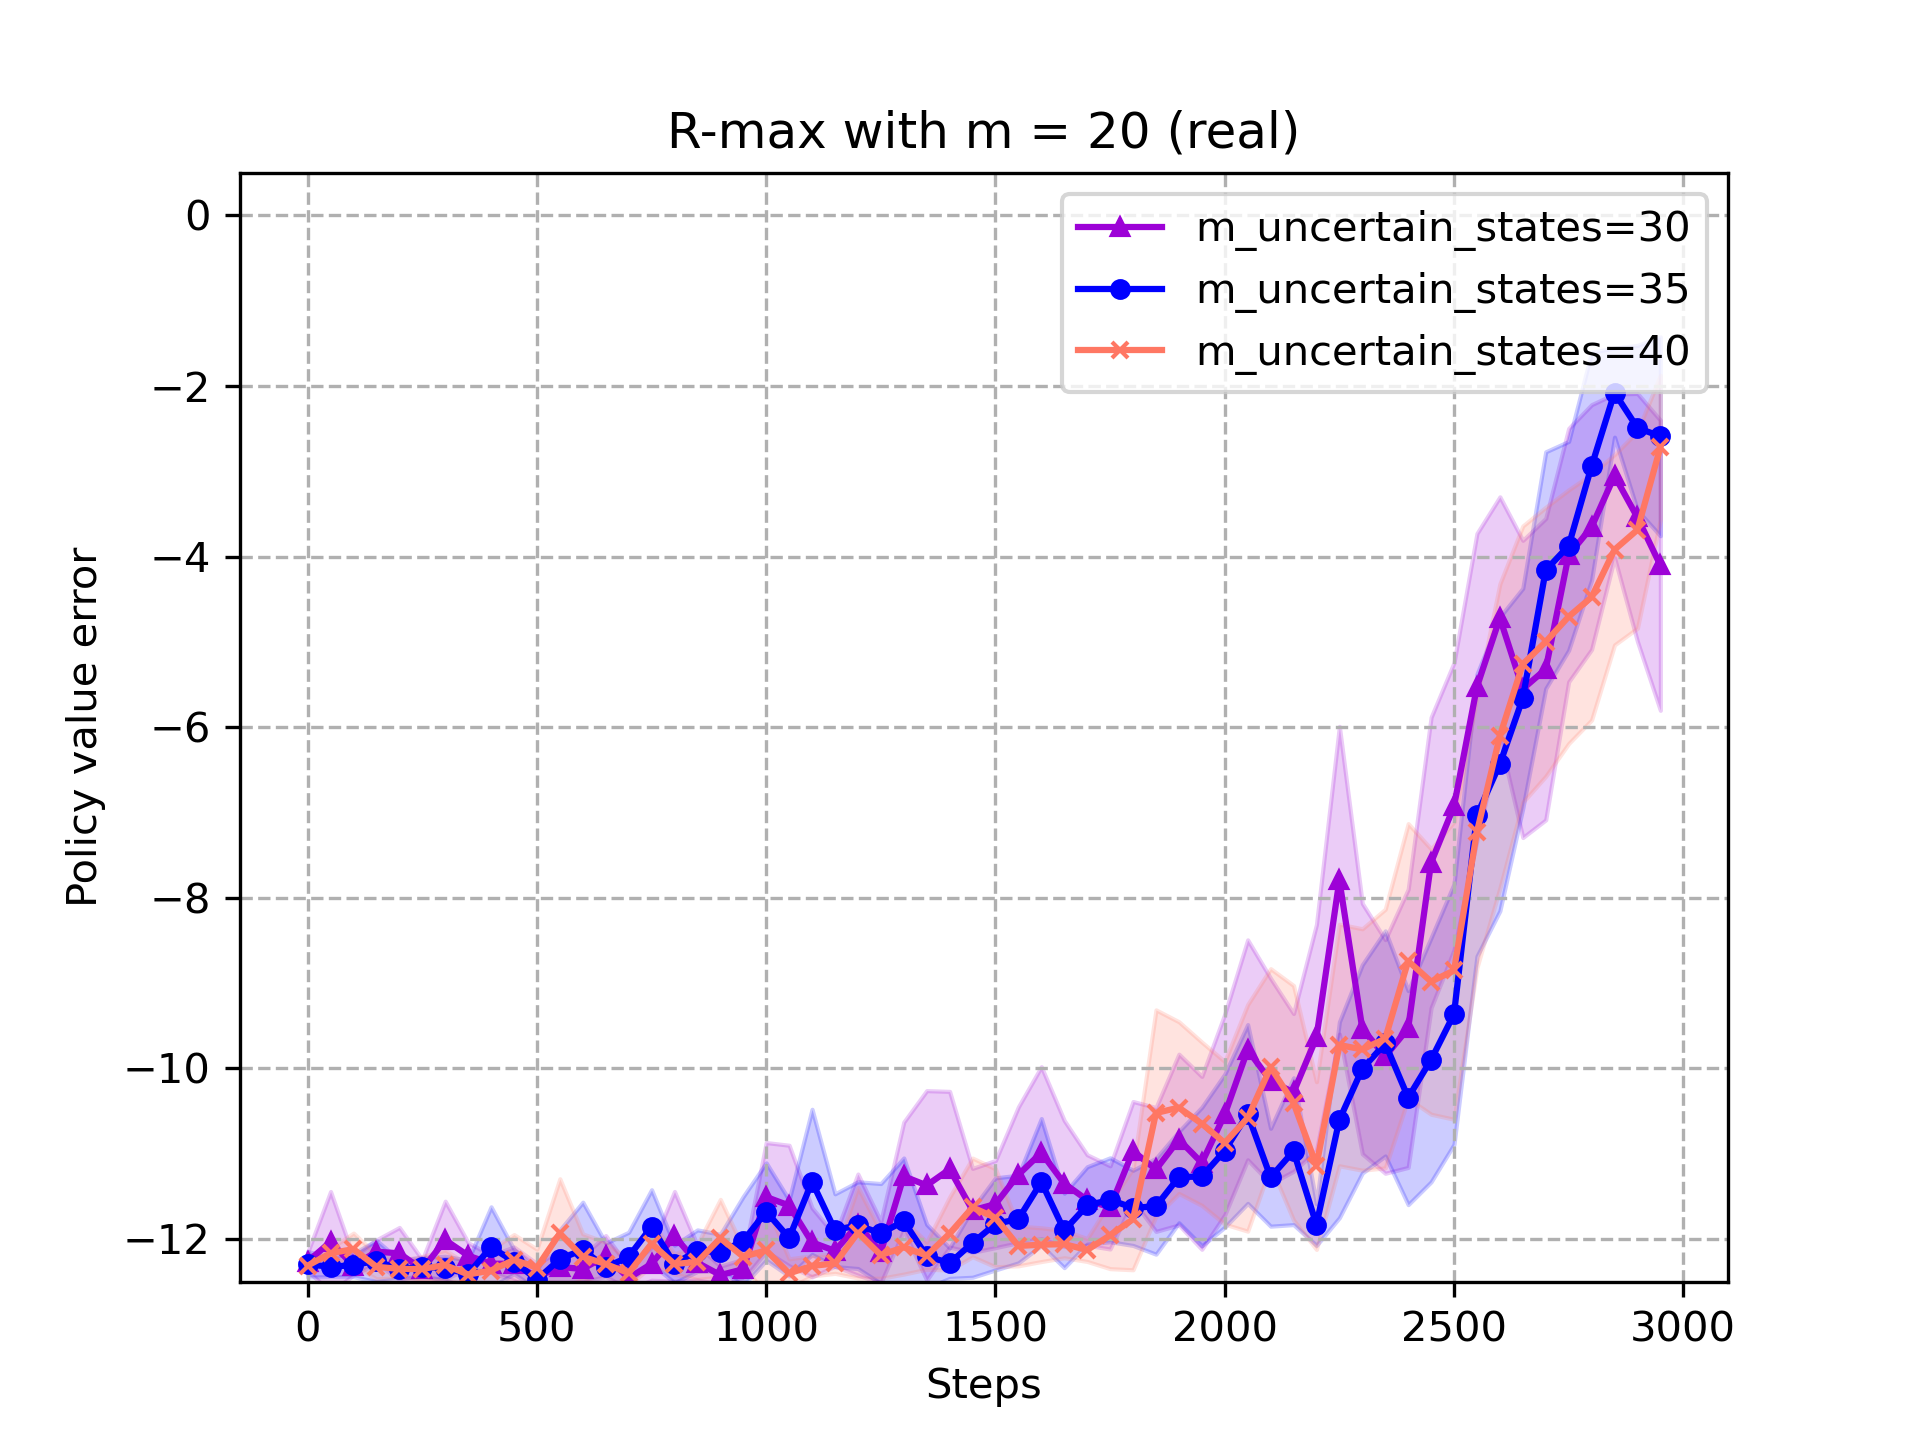 R-max with m = 20 (real)
m_uncertain_states=30
m_uncertain_states=35
m_uncertain_states=40
Policy value error
0
−2
−4
−6
−8
−10
−12
0 500 1000 1500 2000 2500 3000
Steps